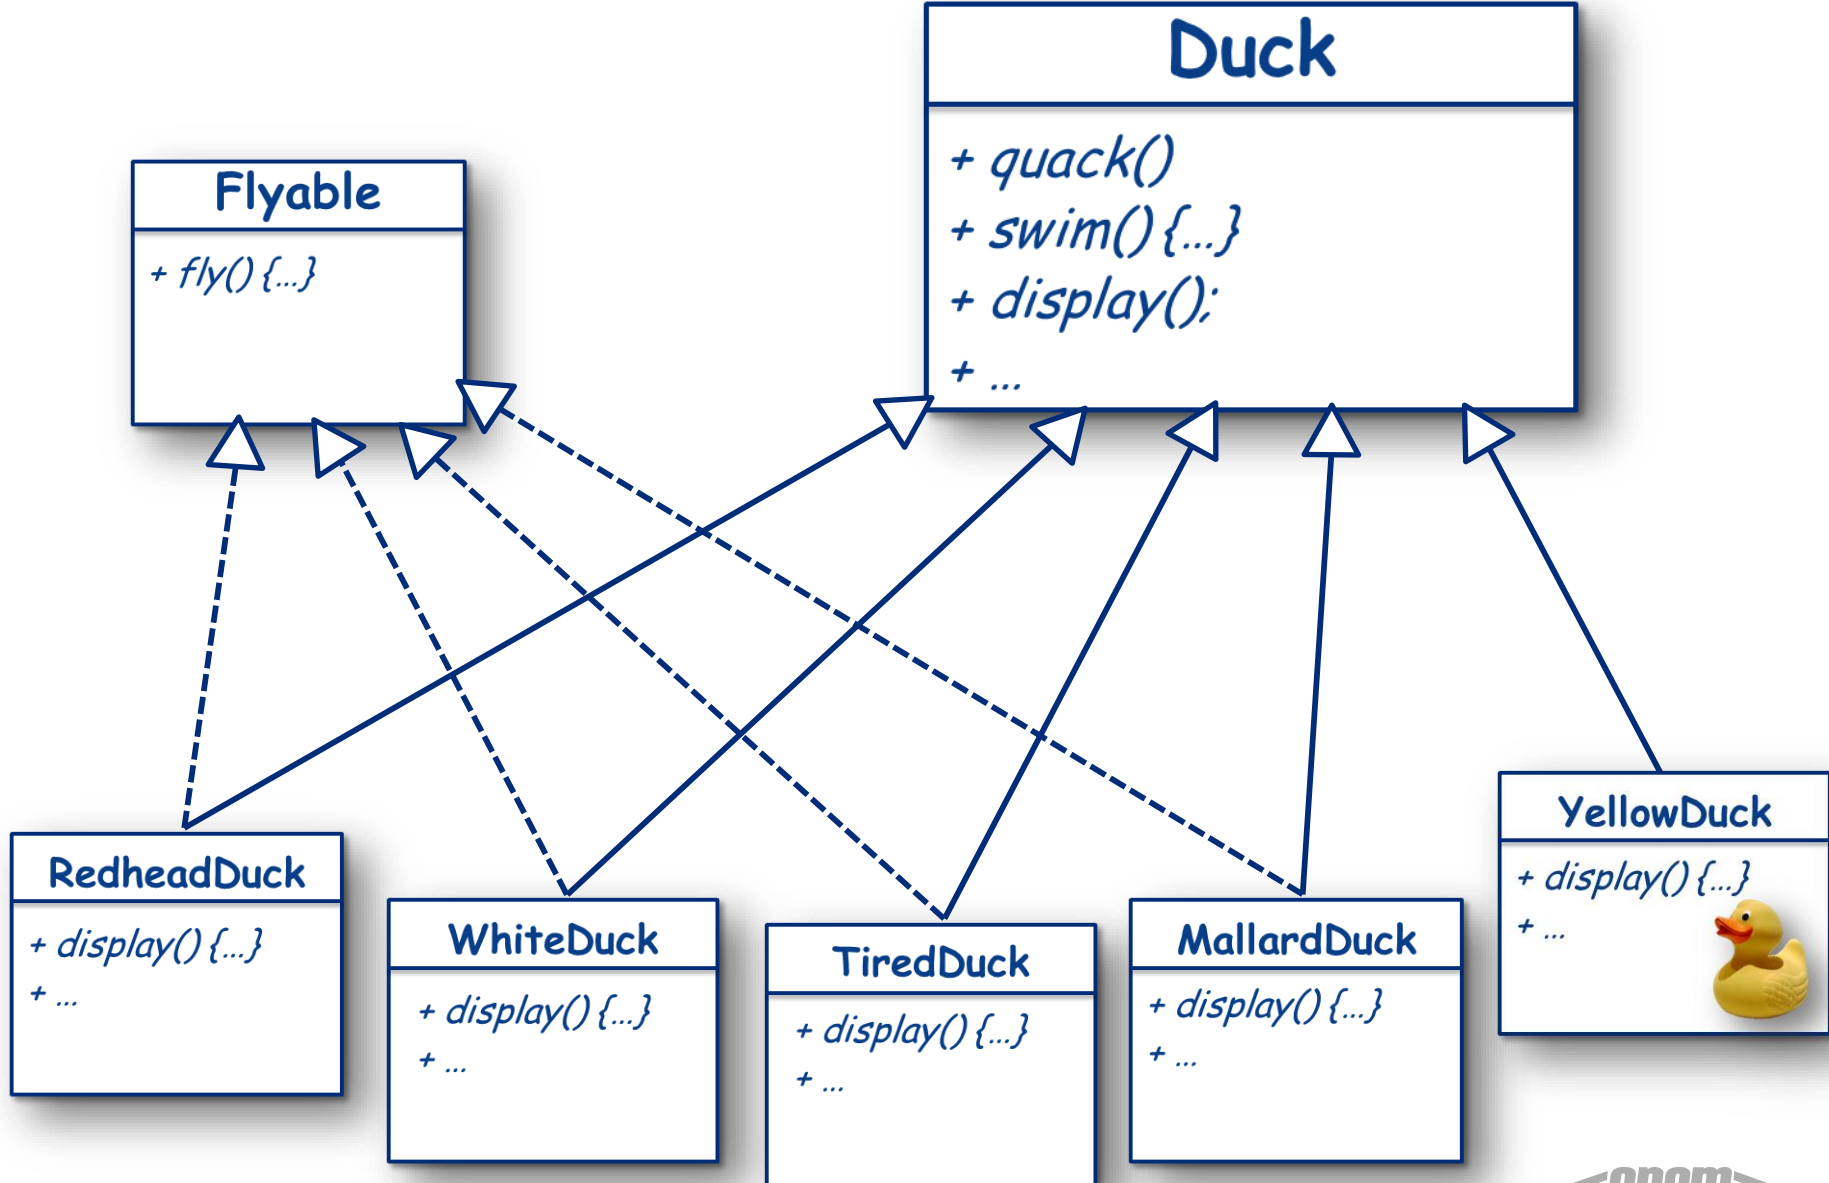 Duck
+ quack()
+ swim() {...}
+ display();
+ ...
Flyable
+ fly() {...}
RedheadDuck
+ display() {...}
+ ...
WhiteDuck
+ display() {...}
+ ...
TiredDuck
+ display() {...}
+ ...
MallardDuck
+ display() {...}
+ ...
YellowDuck
+ display() {...}
+ ...